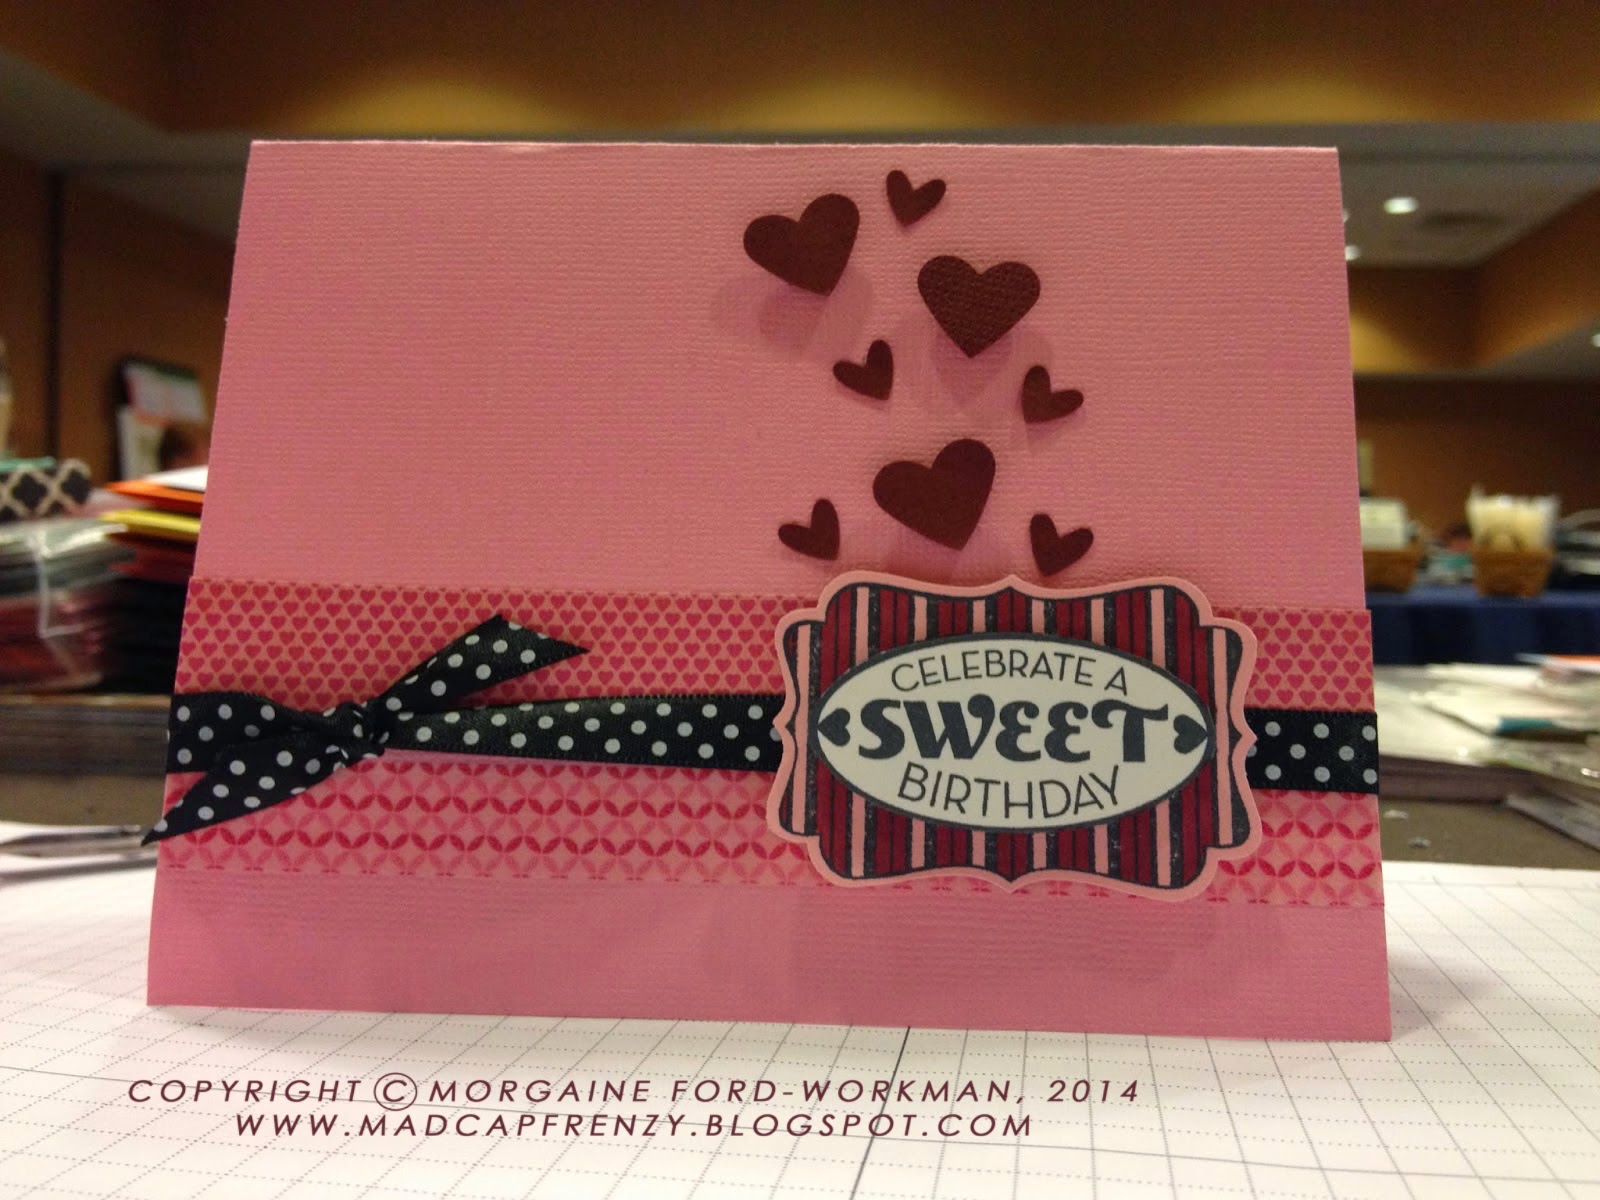 CELEBRATE A
SWEET
BIRTHDAY
COPYRIGHT © MORGAINE FORD-WORKMAN, 2014
WWW.MADCAPFRENZY.BLOGSPOT.COM